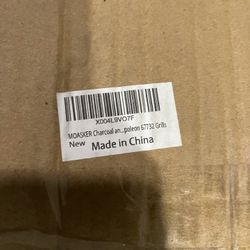 X004L9VO7F
MOASKER Charcoal an...poleon 67732 Grills
New
Made in China